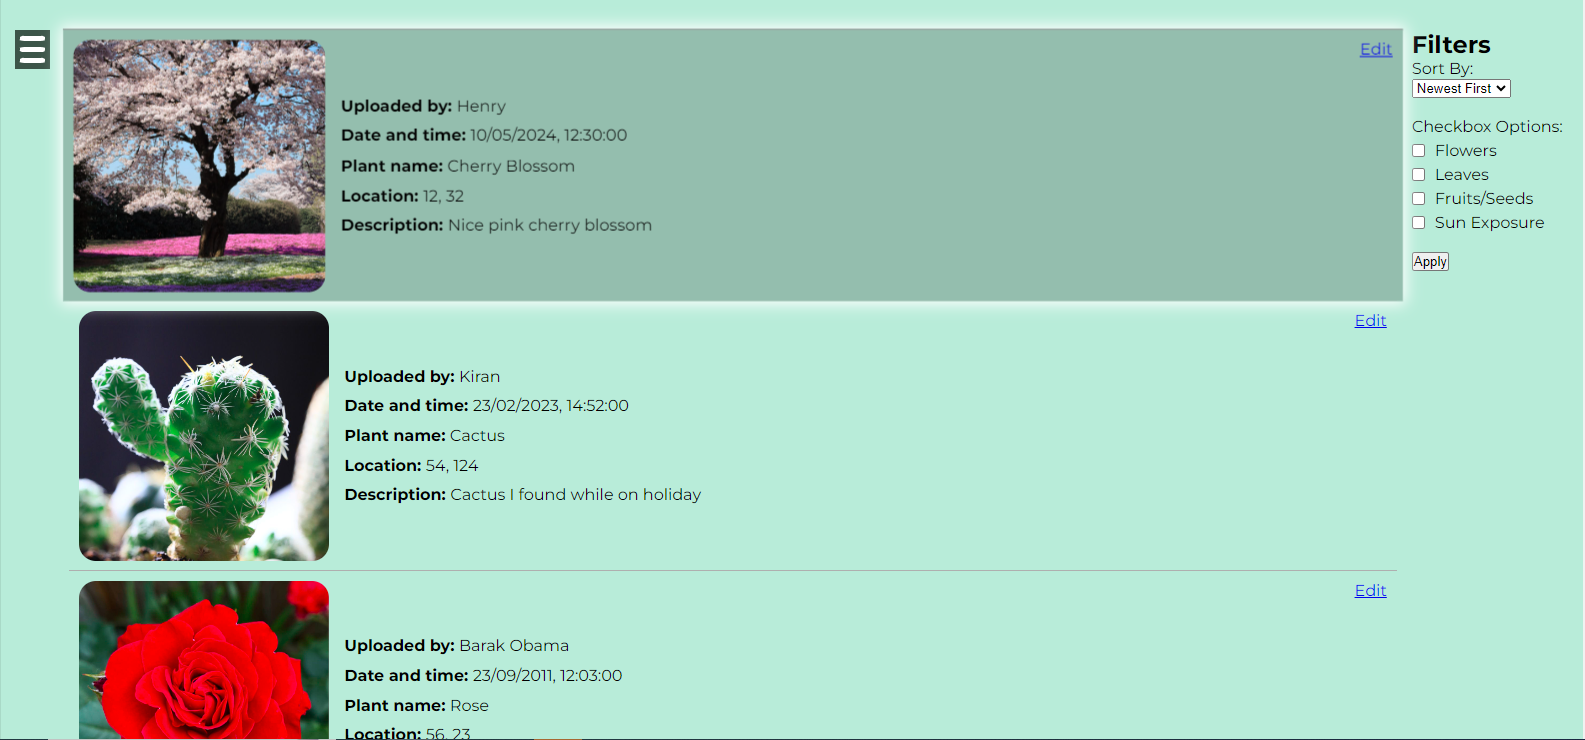 Edit
Uploaded by: Henry
Date and time: 10/05/2024, 12:30:00
Plant name: Cherry Blossom
Location: 12, 32
Description: Nice pink cherry blossom
Edit
Uploaded by: Kiran
Date and time: 23/02/2023, 14:52:00
Plant name: Cactus
Location: 54, 124
Description: Cactus I found while on holiday
Edit
Uploaded by: Barak Obama
Date and time: 23/09/2011, 12:03:00
Plant name: Rose
Location: 56, 23
Filters
Sort By:
Newest First
Checkbox Options:
Flowers
Leaves
Fruits/Seeds
Sun Exposure
Apply